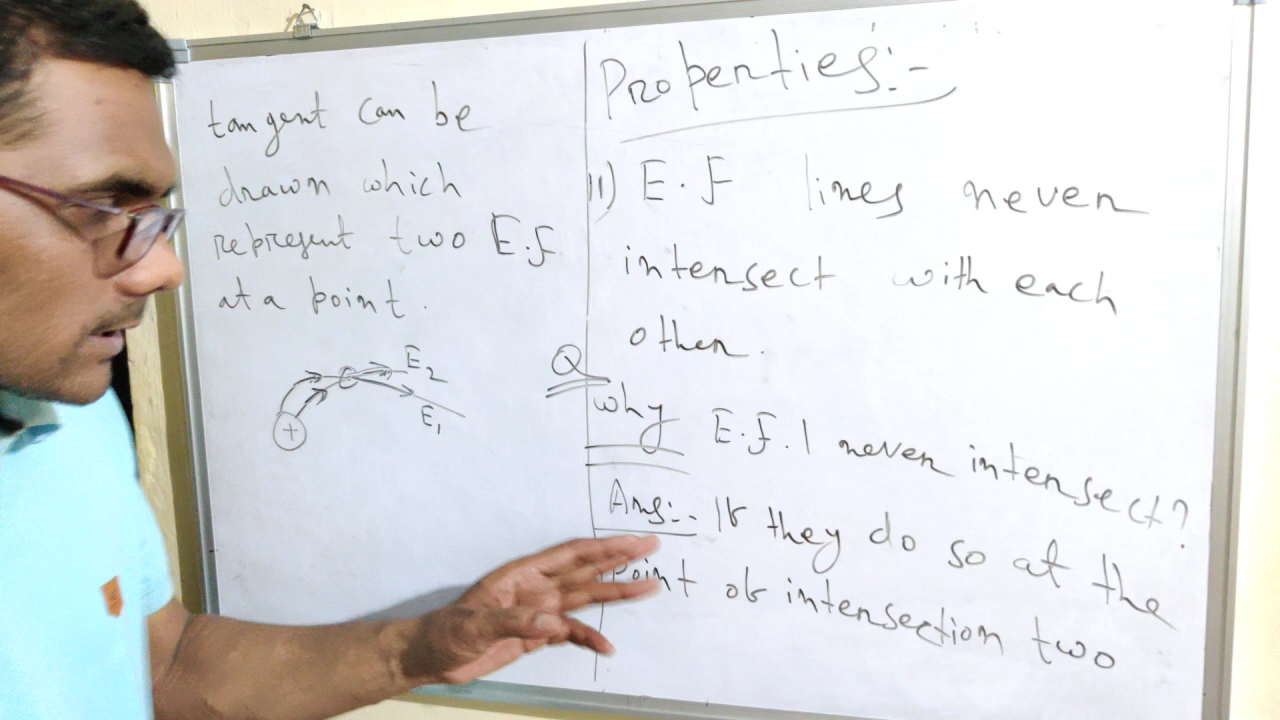 Properties:-
11) E.F lines never
intersect with each
other.
Q
why E.F.l never intersect?
Ans:- If they do so at the
point of intersection two
tangent can be
drawn which
represent two E.F
at a point.
E2
E1
+